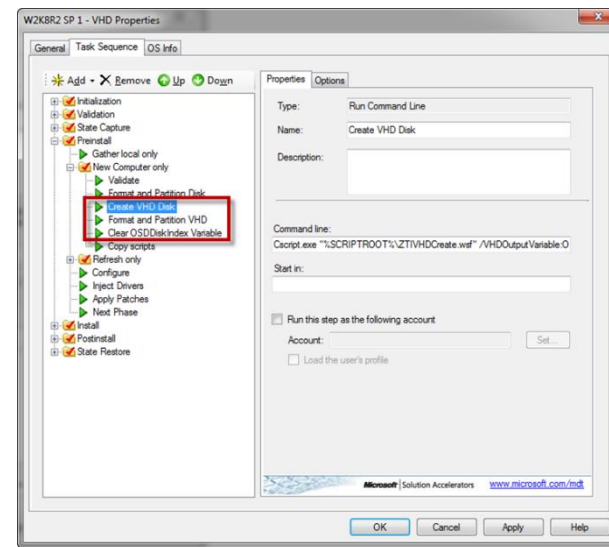 W2K8R2 SP 1 - VHD Properties
General Task Sequence OS Info
Add Remove Up Down
Initialization
Validation
State Capture
Preinstall
Gather local only
New Computer only
Validate
Format and Partition Disk
Create VHD Disk
Format and Partition VHD
Clear OSDDiskIndex Variable
Copy scripts
Refresh only
Configure
Inject Drivers
Apply Patches
Next Phase
Install
Postinstall
State Restore
Properties Options
Type: Run Command Line
Name: Create VHD Disk
Description:
Command line:
Cscript.exe "%SCRIPTROOT%\ZTIVHDCreate.wsf" /VHDOutputVariable:O
Start in:
Run this step as the following account
Account: Set...
Load the user's profile
Microsoft Solution Accelerators www.microsoft.com/mdt
OK Cancel Apply Help